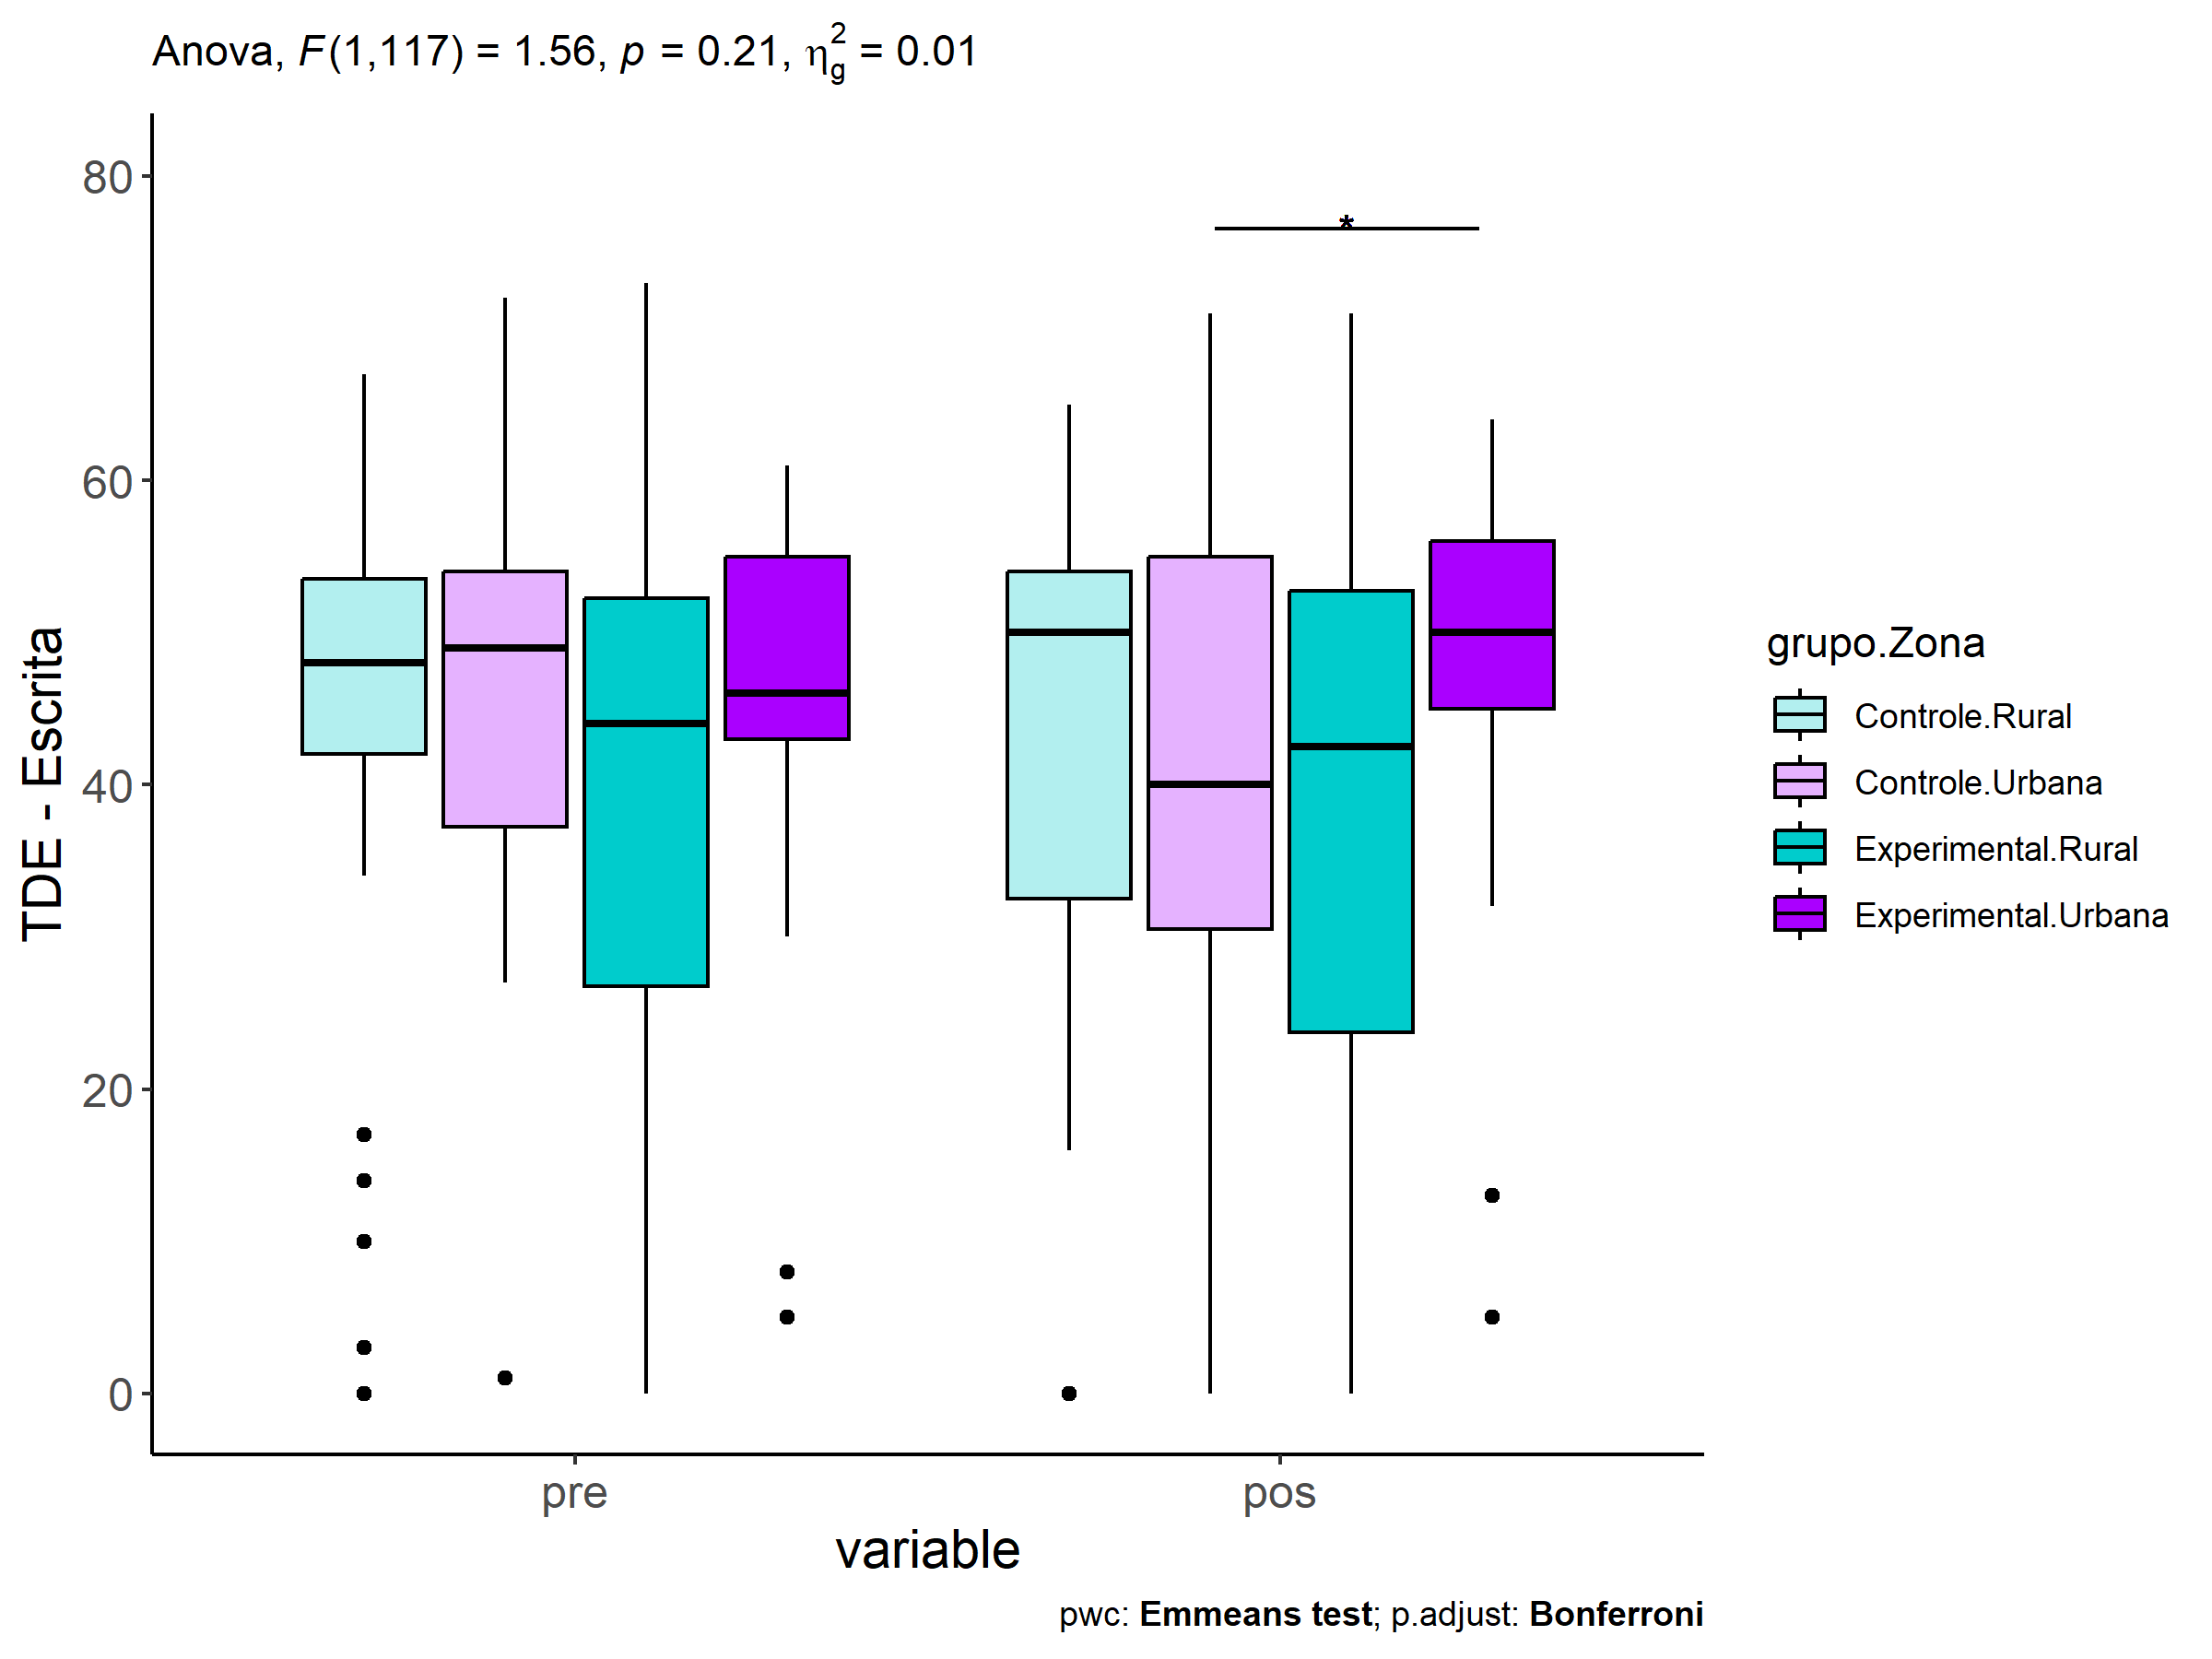 Anova, F(1,117) = 1.56, p = 0.21, η²g = 0.01
80
60
40
20
0
TDE - Escrita
*
pre
pos
variable
grupo.Zona
Controle.Rural
Controle.Urbana
Experimental.Rural
Experimental.Urbana
pwc: Emmeans test; p.adjust: Bonferroni